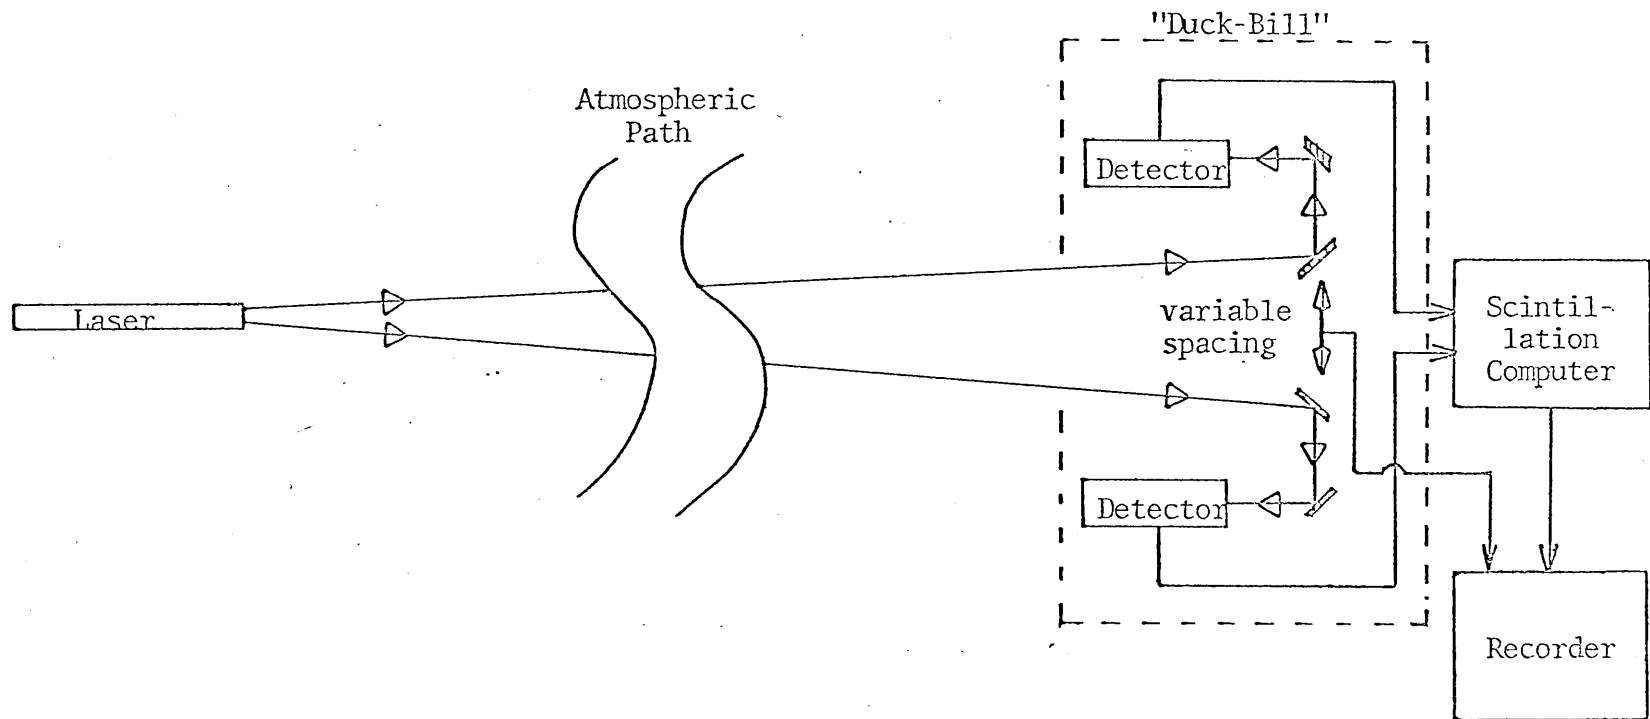 "Duck-Bill"
Atmospheric
Path
Detector
Laser
variable
spacing
Scintil-
lation
Computer
Detector
Recorder